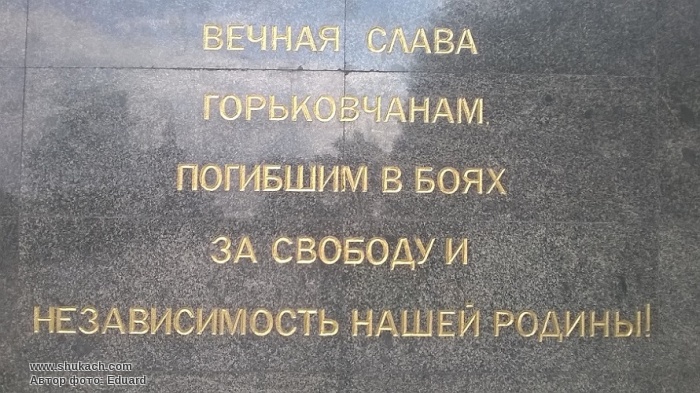 ВЕЧНАЯ СЛАВА
ГОРЬКОВЧАНАМ,
ПОГИБШИМ В БОЯХ
ЗА СВОБОДУ И
НЕЗАВИСИМОСТЬ НАШЕЙ РОДИНЫ!
www.shukach.com
Автор фото: Eduard